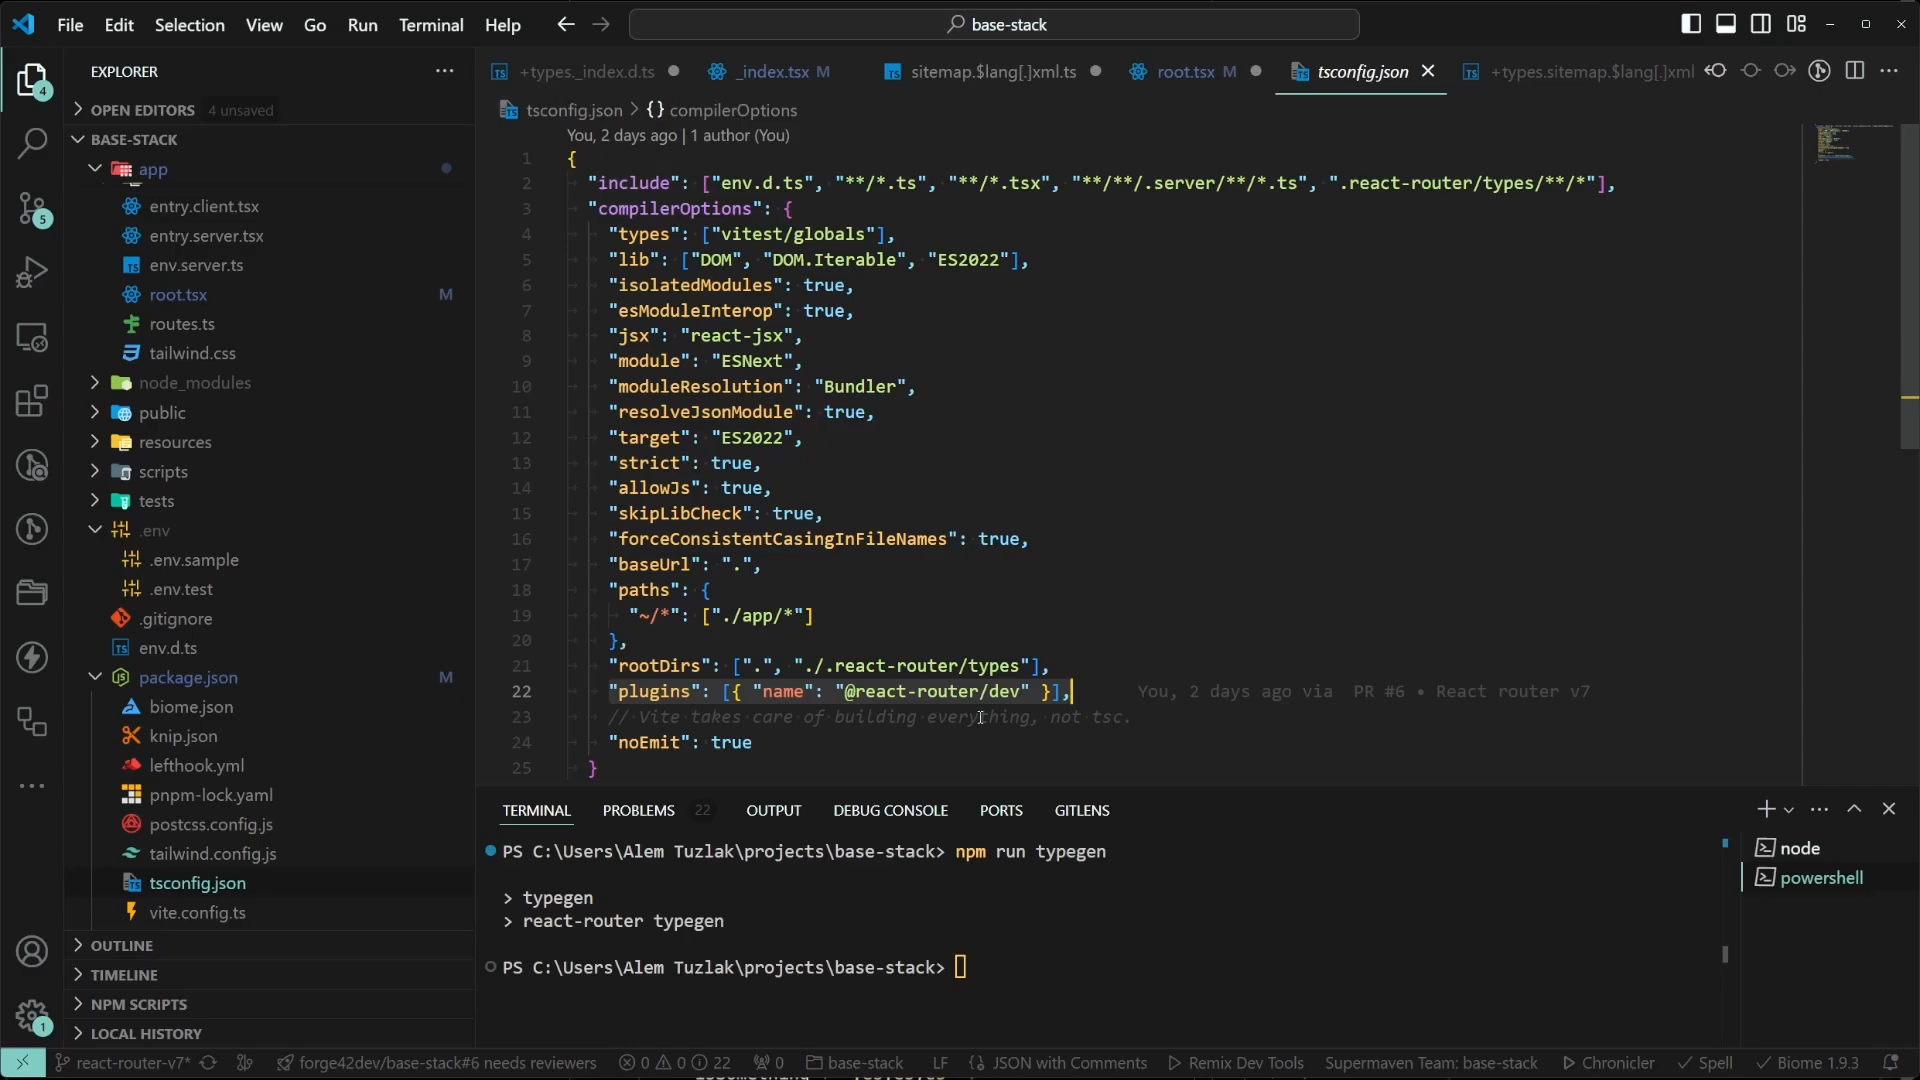 File Edit Selection View Go Run Terminal Help
base-stack
EXPLORER
OPEN EDITORS 4 unsaved
BASE-STACK
app
entry.client.tsx
entry.server.tsx
env.server.ts
root.tsx M
routes.ts
tailwind.css
node_modules
public
resources
scripts
tests
.env
.env.sample
.env.test
.gitignore
env.d.ts
package.json M
biome.json
knip.json
lefthook.yml
pnpm-lock.yaml
postcss.config.js
tailwind.config.js
tsconfig.json
vite.config.ts
OUTLINE
TIMELINE
NPM SCRIPTS
LOCAL HISTORY
4
5
1
+types._index.d.ts
_index.tsx M
sitemap.$lang[.]xml.ts
root.tsx M
tsconfig.json
+types.sitemap.$lang[.]xml
tsconfig.json > {} compilerOptions
You, 2 days ago | 1 author (You)
1 {
2 "include": ["env.d.ts", "**/*.ts", "**/*.tsx", "**/**/.server/**/*.ts", ".react-router/types/**/*"],
3 "compilerOptions": {
4 "types": ["vitest/globals"],
5 "lib": ["DOM", "DOM.Iterable", "ES2022"],
6 "isolatedModules": true,
7 "esModuleInterop": true,
8 "jsx": "react-jsx",
9 "module": "ESNext",
10 "moduleResolution": "Bundler",
11 "resolveJsonModule": true,
12 "target": "ES2022",
13 "strict": true,
14 "allowJs": true,
15 "skipLibCheck": true,
16 "forceConsistentCasingInFileNames": true,
17 "baseUrl": ".",
18 "paths": {
19 "~/*": ["./app/*"]
20 },
21 "rootDirs": [".", "./.react-router/types"],
22 "plugins": [{ "name": "@react-router/dev" }], You, 2 days ago via PR #6 • React router v7
23 // Vite takes care of building everything, not tsc.
24 "noEmit": true
25 }
TERMINAL PROBLEMS 22 OUTPUT DEBUG CONSOLE PORTS GITLENS
PS C:\Users\Alem Tuzlak\projects\base-stack> npm run typegen
> typegen
> react-router typegen
PS C:\Users\Alem Tuzlak\projects\base-stack>
node
powershell
react-router-v7* forge42dev/base-stack#6 needs reviewers 0 0 22 0 base-stack LF {} JSON with Comments Remix Dev Tools Supermaven Team: base-stack Chronicler Spell Biome 1.9.3